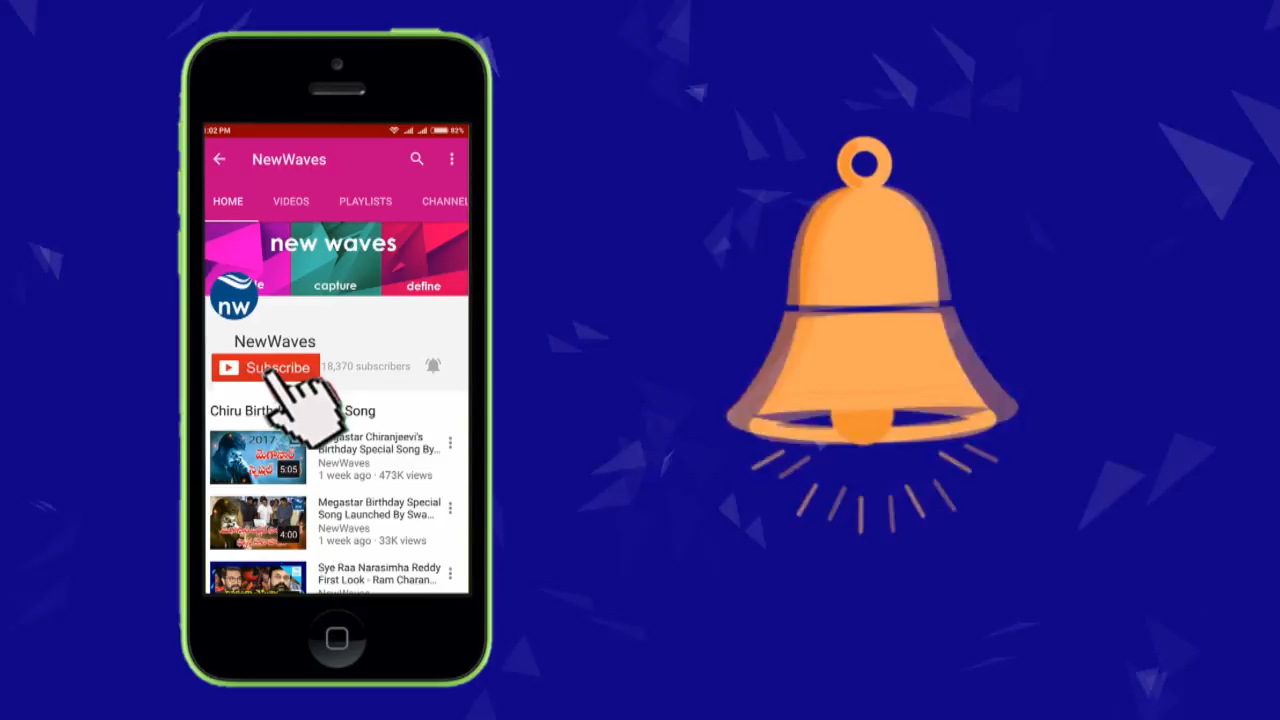 1:02 PM
82%
NewWaves
HOME VIDEOS PLAYLISTS CHANNEL
new waves
capture define
nw
NewWaves
Subscribe 18,370 subscribers
Chiru Song
2017
5:05
Megastar Chiranjeevi's
Birthday Special Song By...
NewWaves
1 week ago · 473K views
4:00
Megastar Birthday Special
Song Launched By Swa...
NewWaves
1 week ago · 33K views
Sye Raa Narasimha Reddy
First Look - Ram Charan...
NewWaves